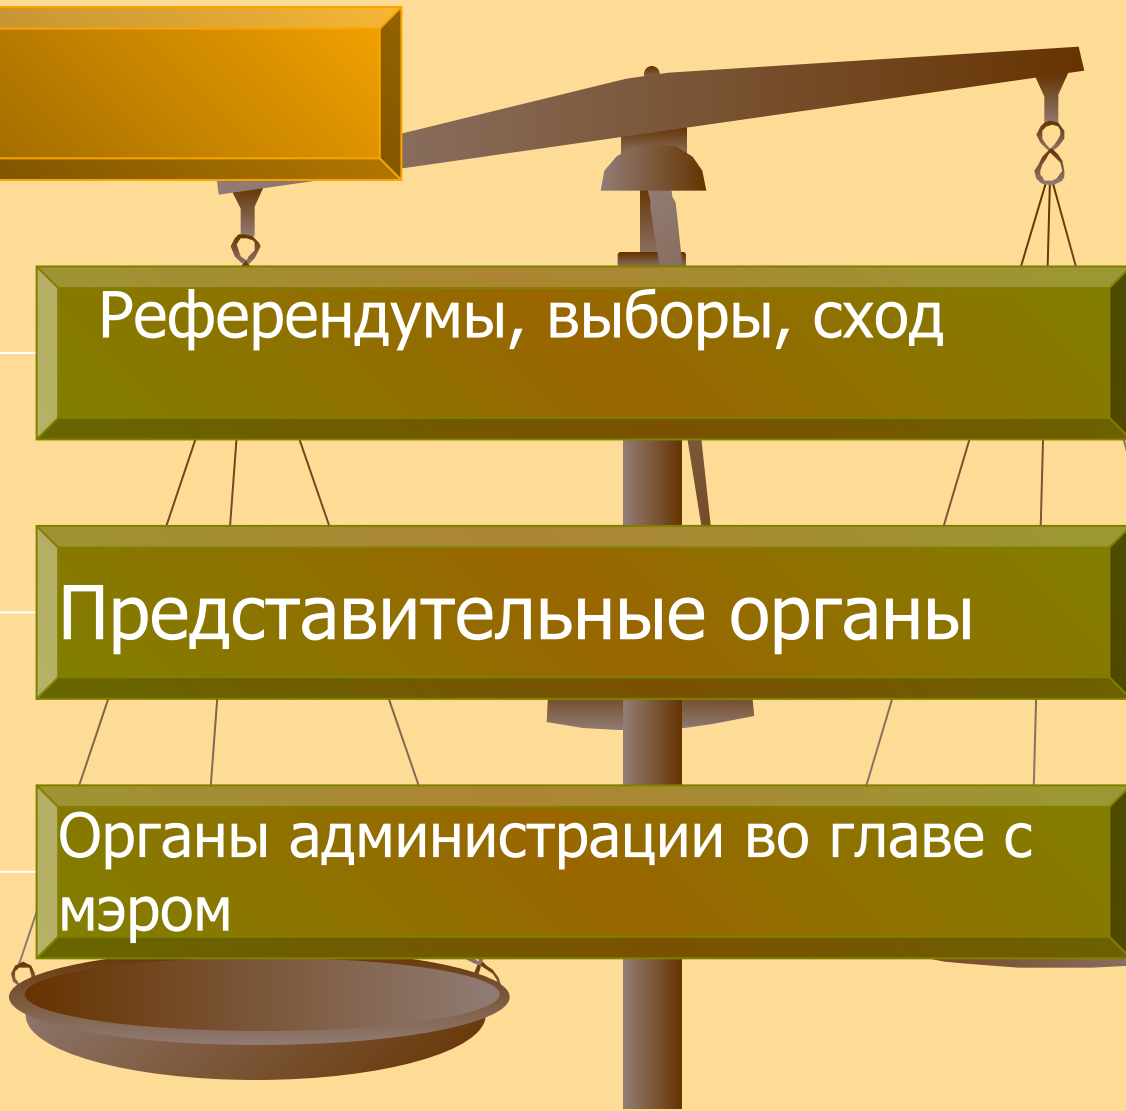 Референдумы, выборы, сход
Представительные органы
Органы администрации во главе с
мэром